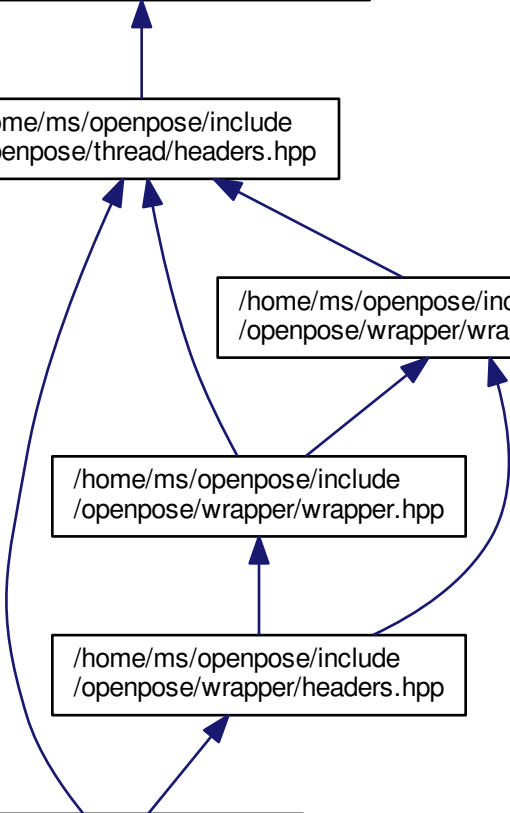 ome/ms/openpose/include
enpose/thread/headers.hpp
/home/ms/openpose/inc
/openpose/wrapper/wra
/home/ms/openpose/include
/openpose/wrapper/wrapper.hpp
/home/ms/openpose/include
/openpose/wrapper/headers.hpp